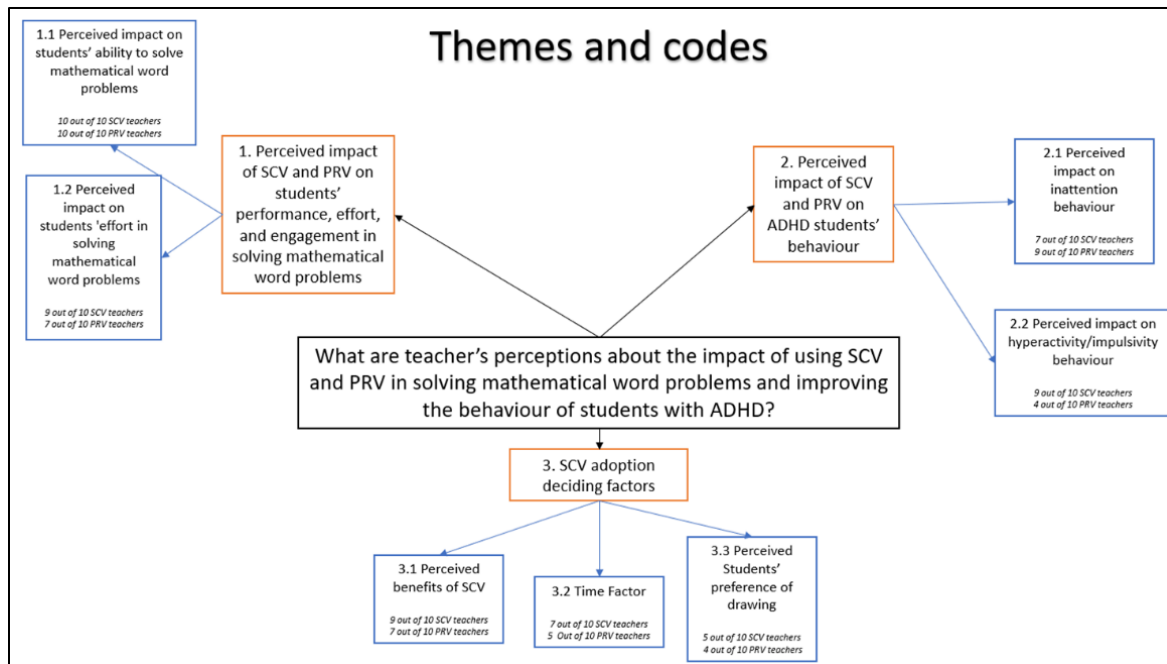 Themes and codes
1.1 Perceived impact on
students' ability to solve
mathematical word
problems
10 out of 10 SCV teachers
10 out of 10 PRV teachers
1.2 Perceived
impact on
students 'effort in
solving
mathematical word
problems
9 out of 10 SCV teachers
7 out of 10 PRV teachers
1. Perceived impact
of SCV and PRV on
students'
performance, effort,
and engagement in
solving mathematical
word problems
2. Perceived
impact of SCV
and PRV on
ADHD students'
behaviour
2.1 Perceived
impact on
inattention
behaviour
7 out of 10 SCV teachers
9 out of 10 PRV teachers
2.2 Perceived impact on
hyperactivity/impulsivity
behaviour
9 out of 10 SCV teachers
4 out of 10 PRV teachers
What are teacher's perceptions about the impact of using SCV
and PRV in solving mathematical word problems and improving
the behaviour of students with ADHD?
3. SCV adoption
deciding factors
3.1 Perceived
benefits of SCV
9 out of 10 SCV teachers
7 out of 10 PRV teachers
3.2 Time Factor
7 out of 10 SCV teachers
5 Out of 10 PRV teachers
3.3 Perceived
Students'
preference of
drawing
5 out of 10 SCV teachers
4 out of 10 PRV teachers